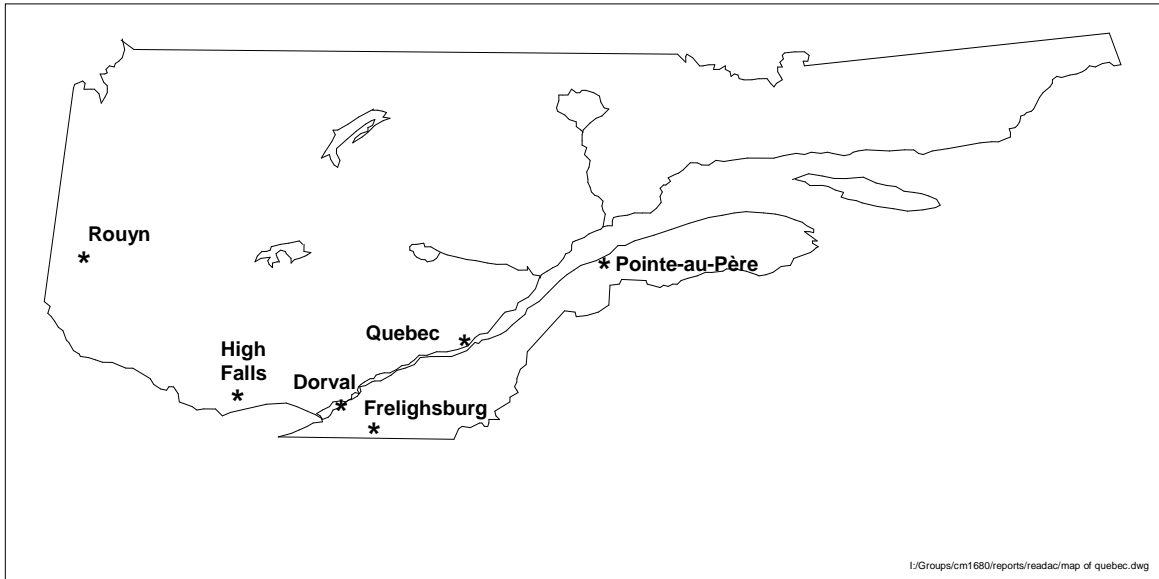 Rouyn
Pointe-au-Père
Quebec
High
Falls
Dorval
Frelighsburg
I:/Groups/cm1680/reports/readac/map of quebec.dwg